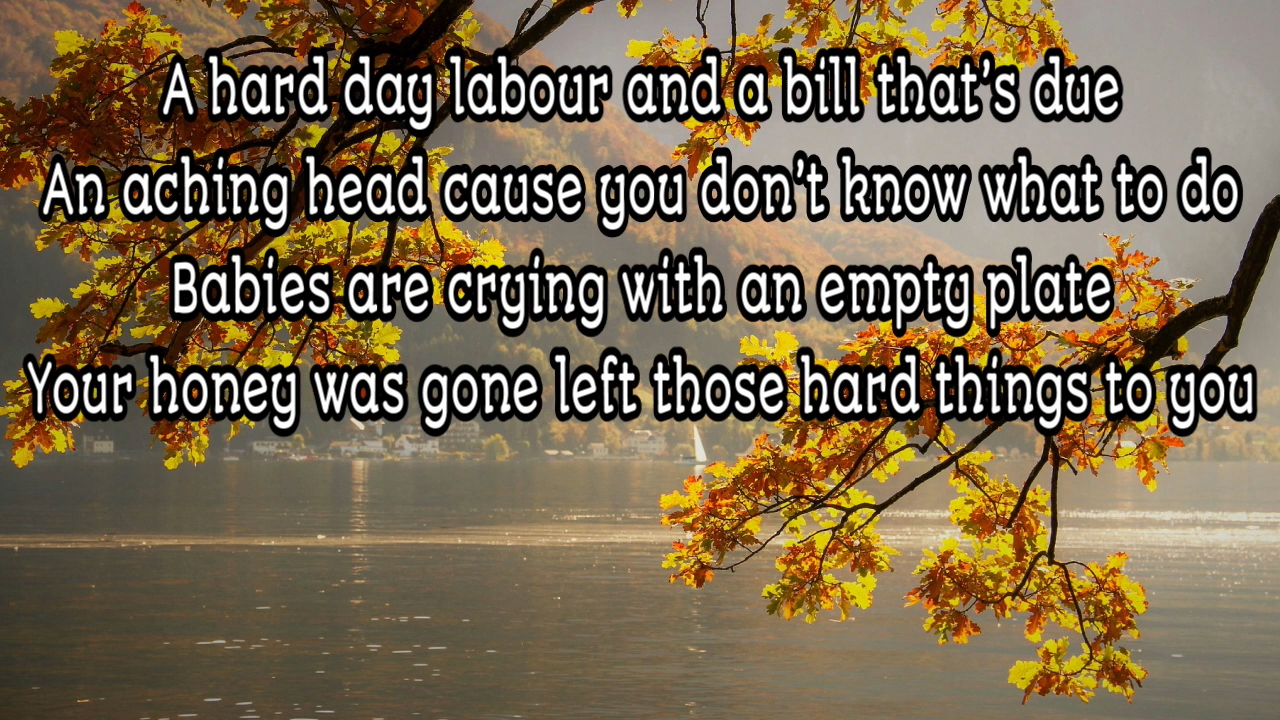 A hard day labour and a bill that's due
An aching head cause you don't know what to do
Babies are crying with an empty plate
Your honey was gone left those hard things to you